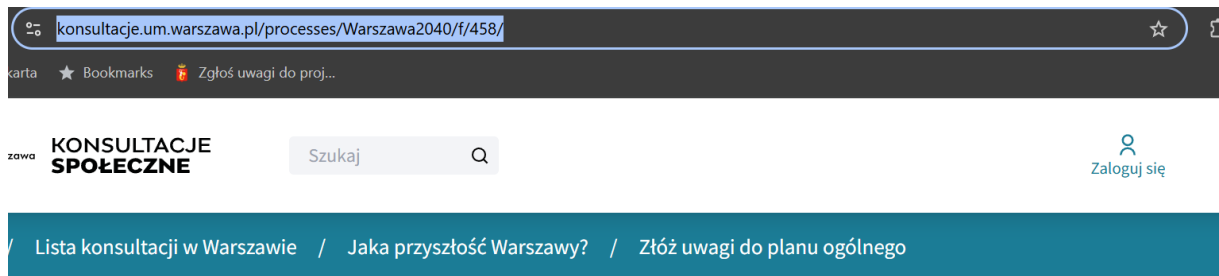 konsultacje.um.warszawa.pl/processes/Warszawa2040/f/458/
karta Bookmarks Zgłoś uwagi do proj...
zawa KONSULTACJE
SPOŁECZNE
Szukaj
Zaloguj się
/ Lista konsultacji w Warszawie / Jaka przyszłość Warszawy? / Złóż uwagi do planu ogólnego